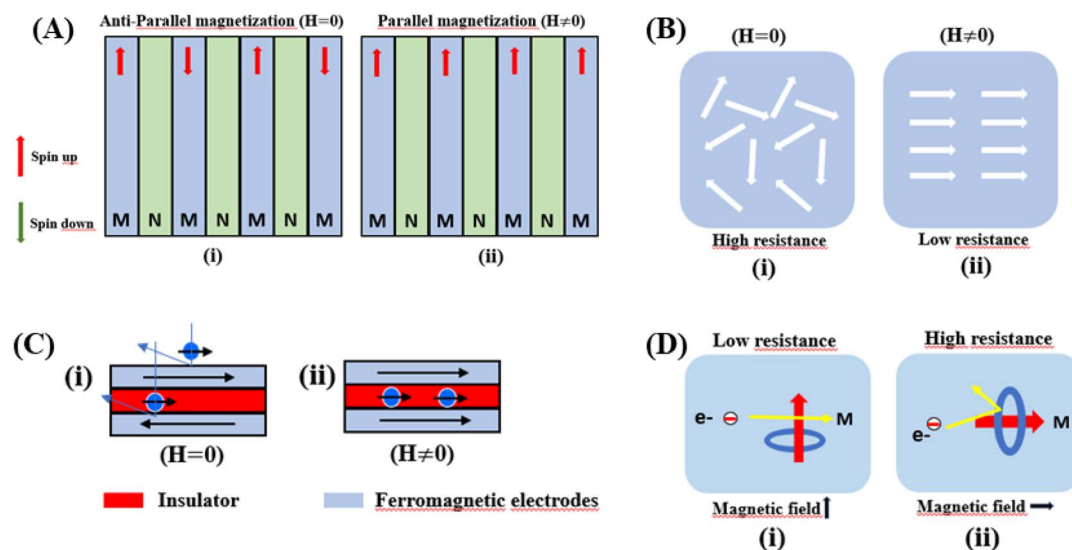 (A)
Anti-Parallel magnetization (H=0)
Parallel magnetization (H≠0)
Spin up
Spin down
M N M N M N M
M N M N M N M
(i)
(ii)
(B)
(H=0)
(H≠0)
High resistance
Low resistance
(i)
(ii)
(C)
(i)
(ii)
(H=0)
(H≠0)
Insulator
Ferromagnetic electrodes
(D)
Low resistance
High resistance
e-
M
e-
M
Magnetic field
Magnetic field
(i)
(ii)